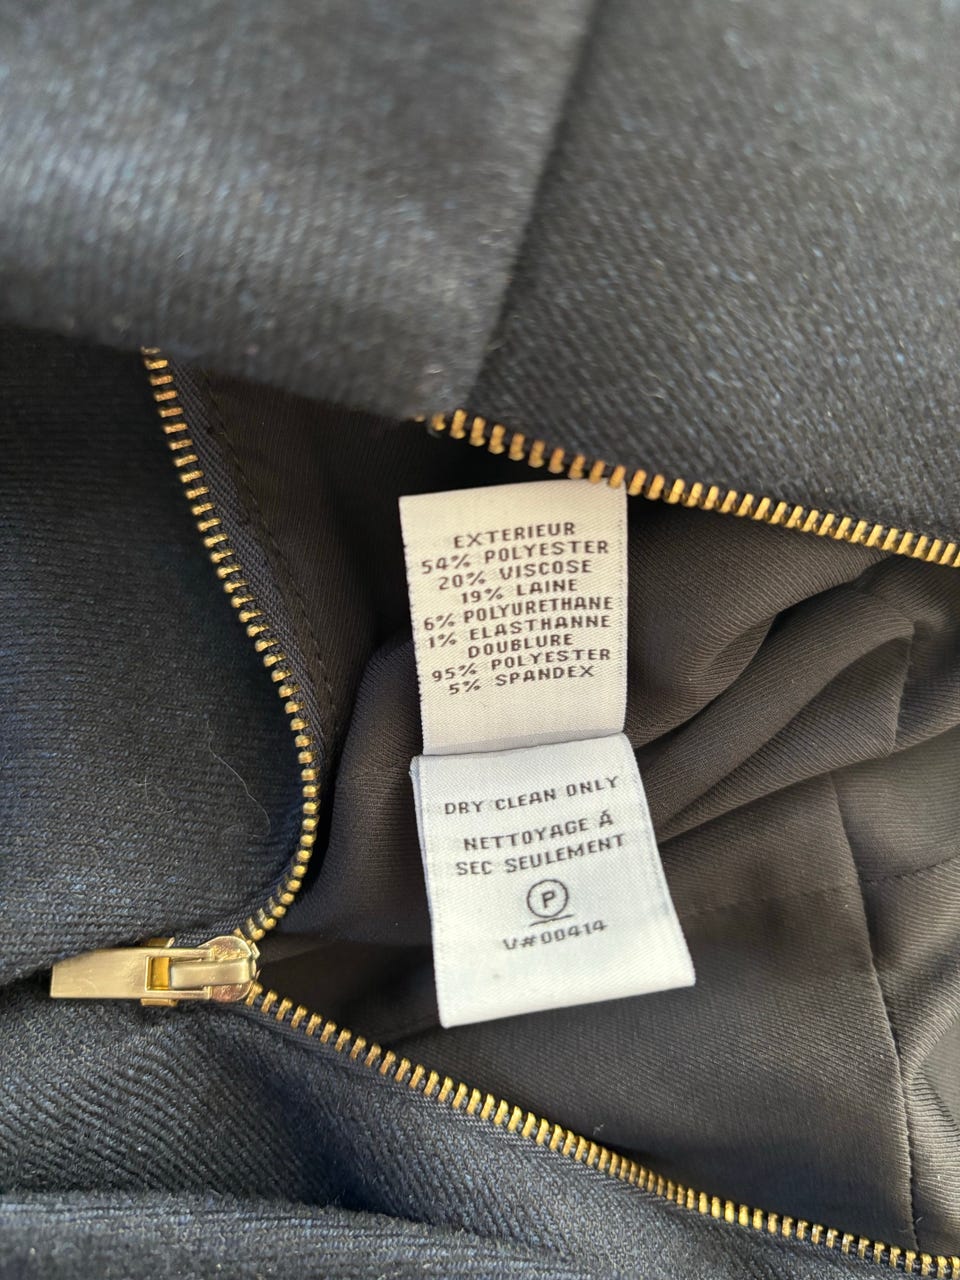 EXTERIEUR
54% POLYESTER
20% VISCOSE
19% LAINE
6% POLYURETHANE
1% ELASTHANNE
DOUBLURE
95% POLYESTER
5% SPANDEX
DRY CLEAN ONLY
NETTOYAGE Á
SEC SEULEMENT
P
V#00414